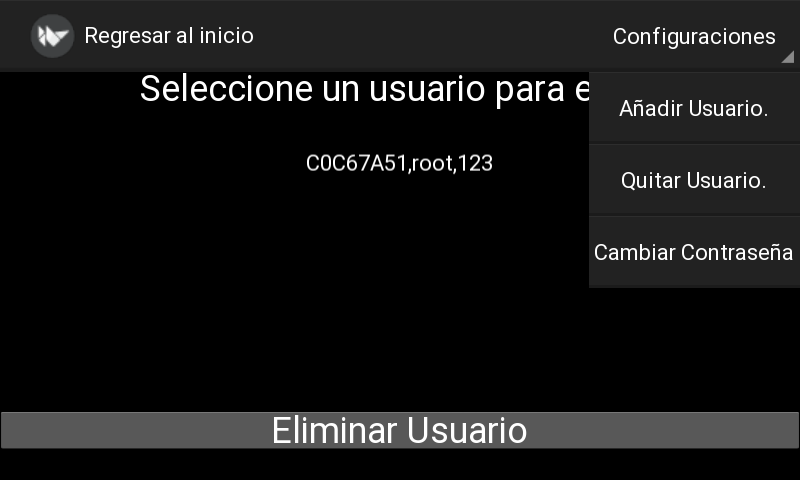 Regresar al inicio
Configuraciones
Seleccione un usuario para e
Añadir Usuario.
C0C67A51,root,123
Quitar Usuario.
Cambiar Contraseña
Eliminar Usuario